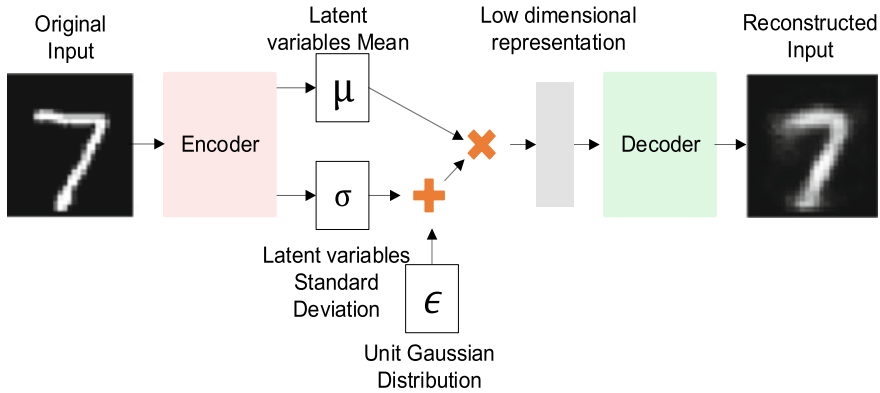 Original
Input
Latent
variables Mean
Low dimensional
representation
Reconstructed
Input
μ
Encoder
Decoder
σ
Latent variables
Standard
Deviation
ϵ
Unit Gaussian
Distribution